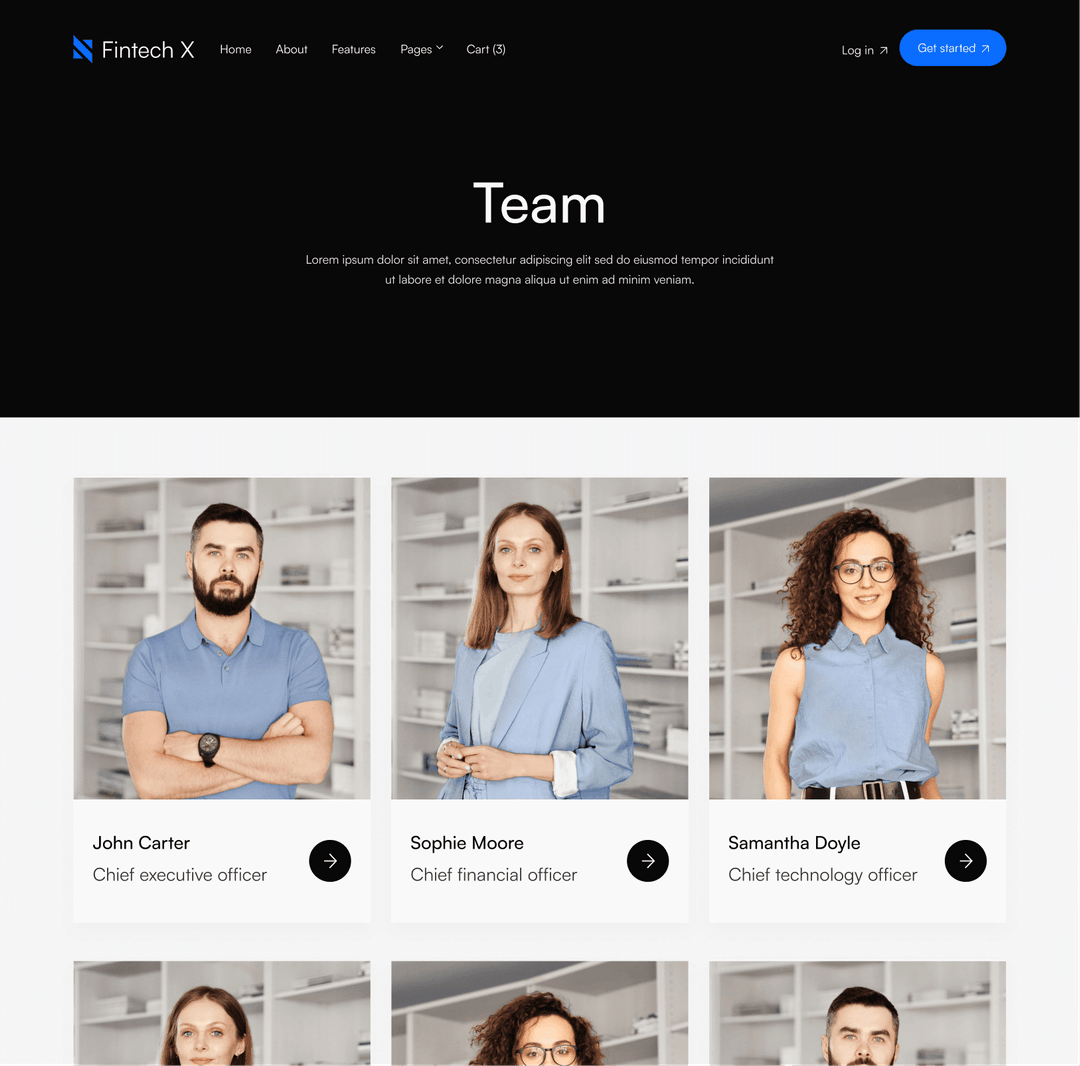 Fintech X Home About Features Pages Cart (3) Log in Get started
Team
Lorem ipsum dolor sit amet, consectetur adipiscing elit sed do eiusmod tempor incididunt
ut labore et dolore magna aliqua ut enim ad minim veniam.
John Carter
Chief executive officer
Sophie Moore
Chief financial officer
Samantha Doyle
Chief technology officer